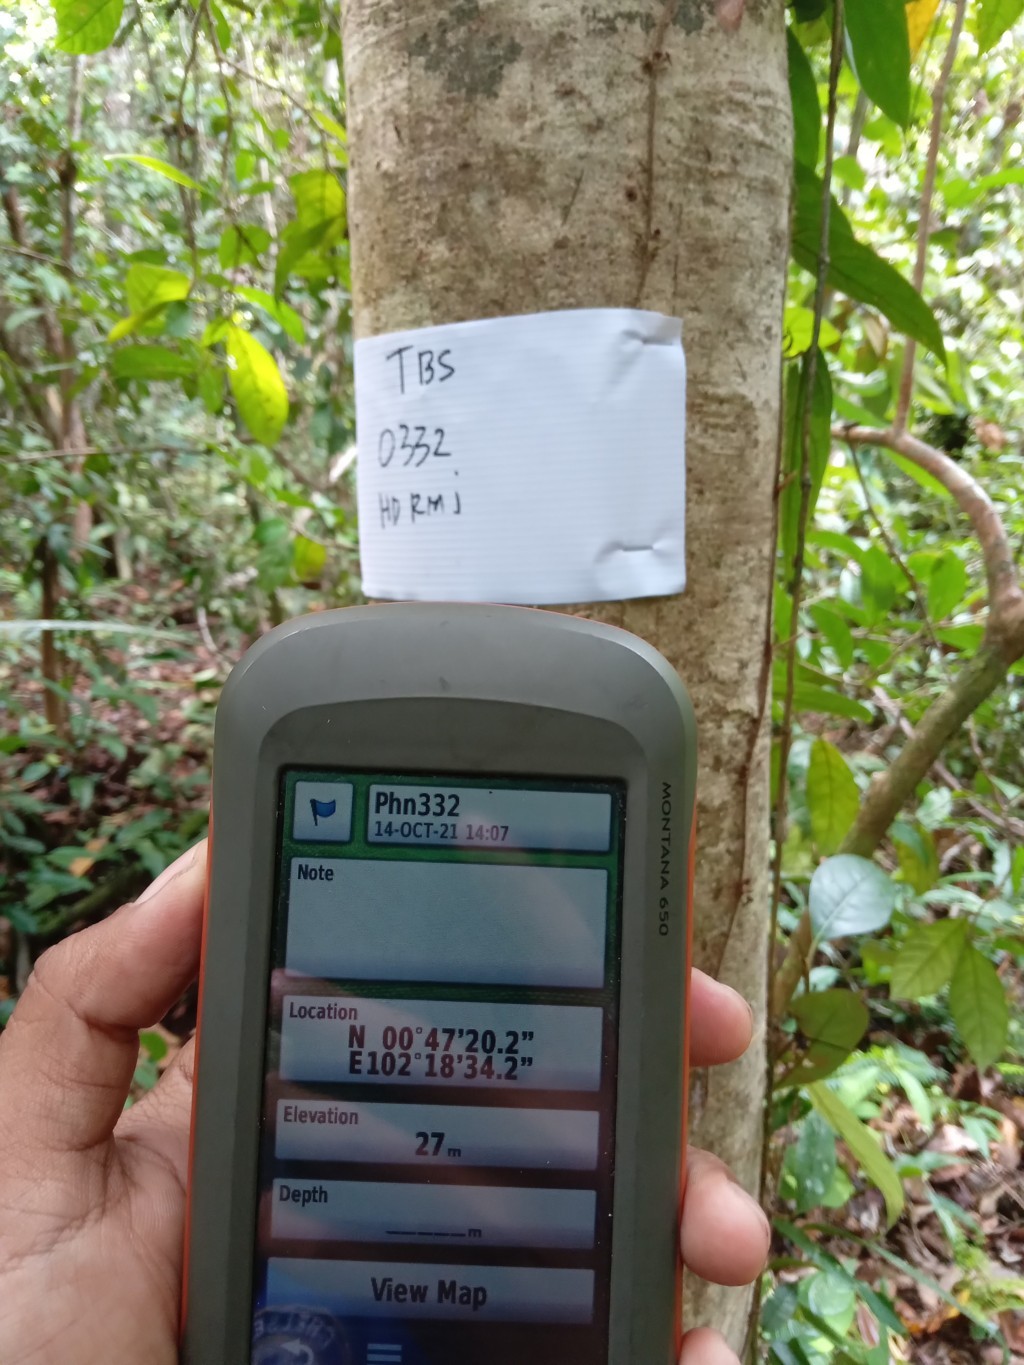 TBS
0332
HD RMj
MONTANA 650
Phn332
14-OCT-21 14:07
Note
Location
N 00°47'20.2"
E102°18'34.2"
Elevation
27 m
Depth
_____m
View Map